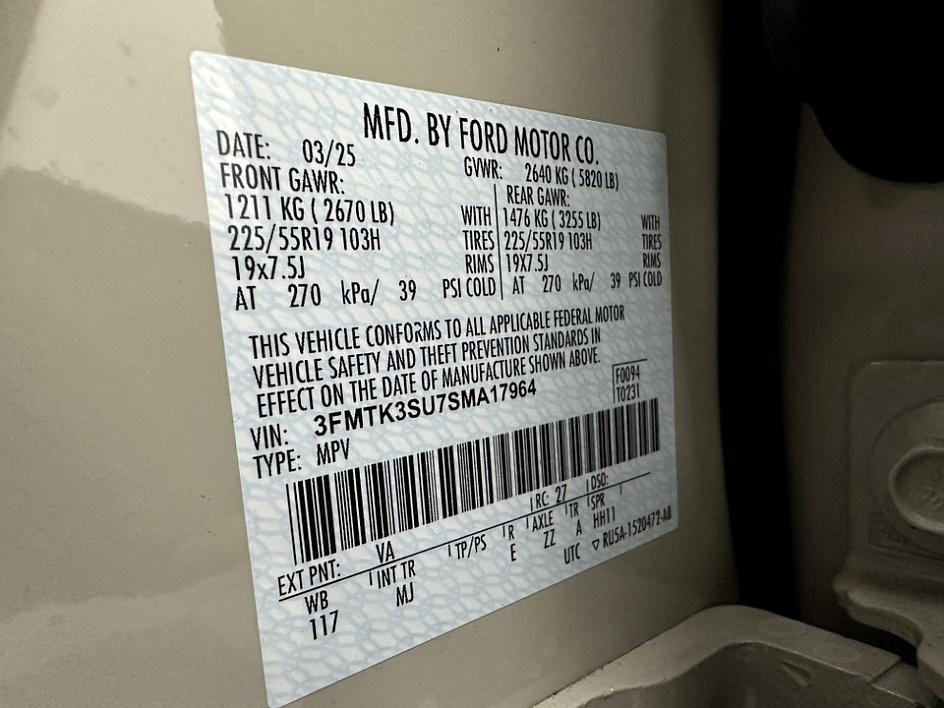 MFD. BY FORD MOTOR CO.
DATE: 03/25 GVWR: 2640 KG ( 5820 LB)
FRONT GAWR: REAR GAWR:
1211 KG ( 2670 LB) WITH 1476 KG ( 3255 LB) WITH
225/55R19 103H TIRES 225/55R19 103H TIRES
19x7.5J RIMS 19X7.5J RIMS
AT 270 kPa/ 39 PSI COLD AT 270 kPa/ 39 PSI COLD
THIS VEHICLE CONFORMS TO ALL APPLICABLE FEDERAL MOTOR
VEHICLE SAFETY AND THEFT PREVENTION STANDARDS IN
EFFECT ON THE DATE OF MANUFACTURE SHOWN ABOVE.
VIN: 3FMTK3SU7SMA17964 F0094
TYPE: MPV T0231
EXT PNT: VA RC: 27 DSO:
WB INT TR TP/PS R AXLE TR SPR
117 MJ E ZZ A HH11
UTC ▽ RU5A-1520472-AB